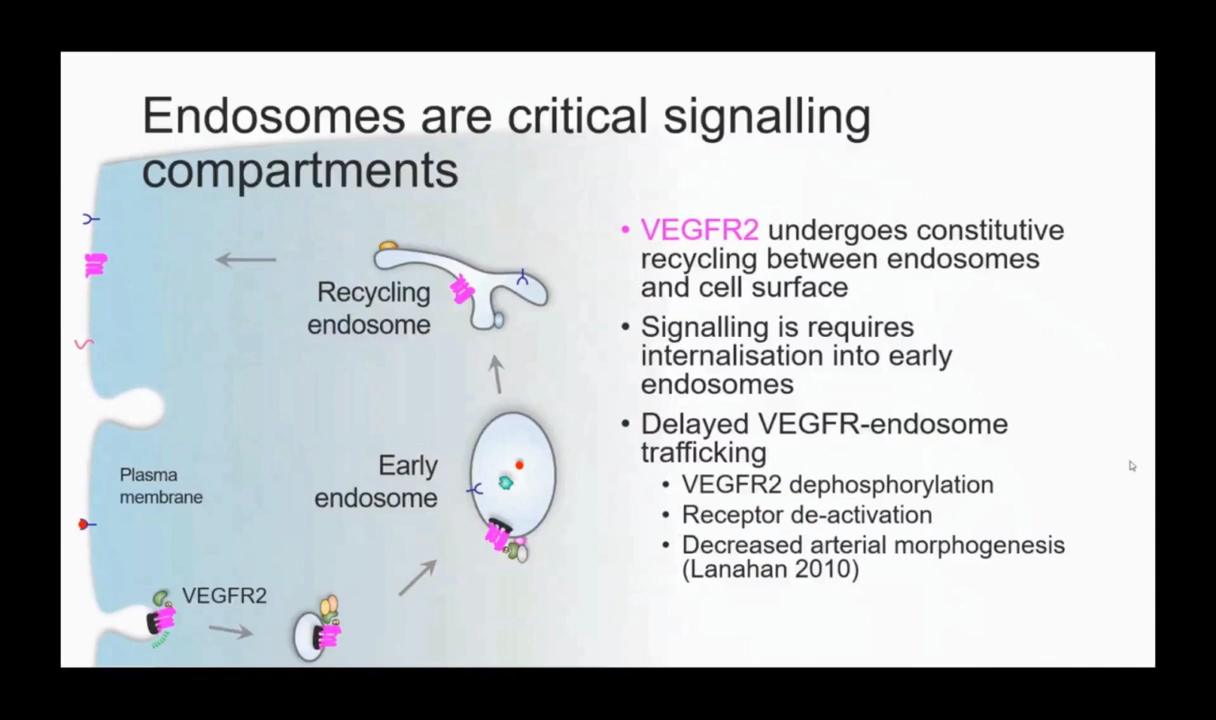 Endosomes are critical signalling
compartments
• VEGFR2 undergoes constitutive
recycling between endosomes
and cell surface
• Signalling is requires
internalisation into early
endosomes
• Delayed VEGFR-endosome
trafficking
• VEGFR2 dephosphorylation
• Receptor de-activation
• Decreased arterial morphogenesis
(Lanahan 2010)
Recycling
endosome
Early
endosome
Plasma
membrane
VEGFR2